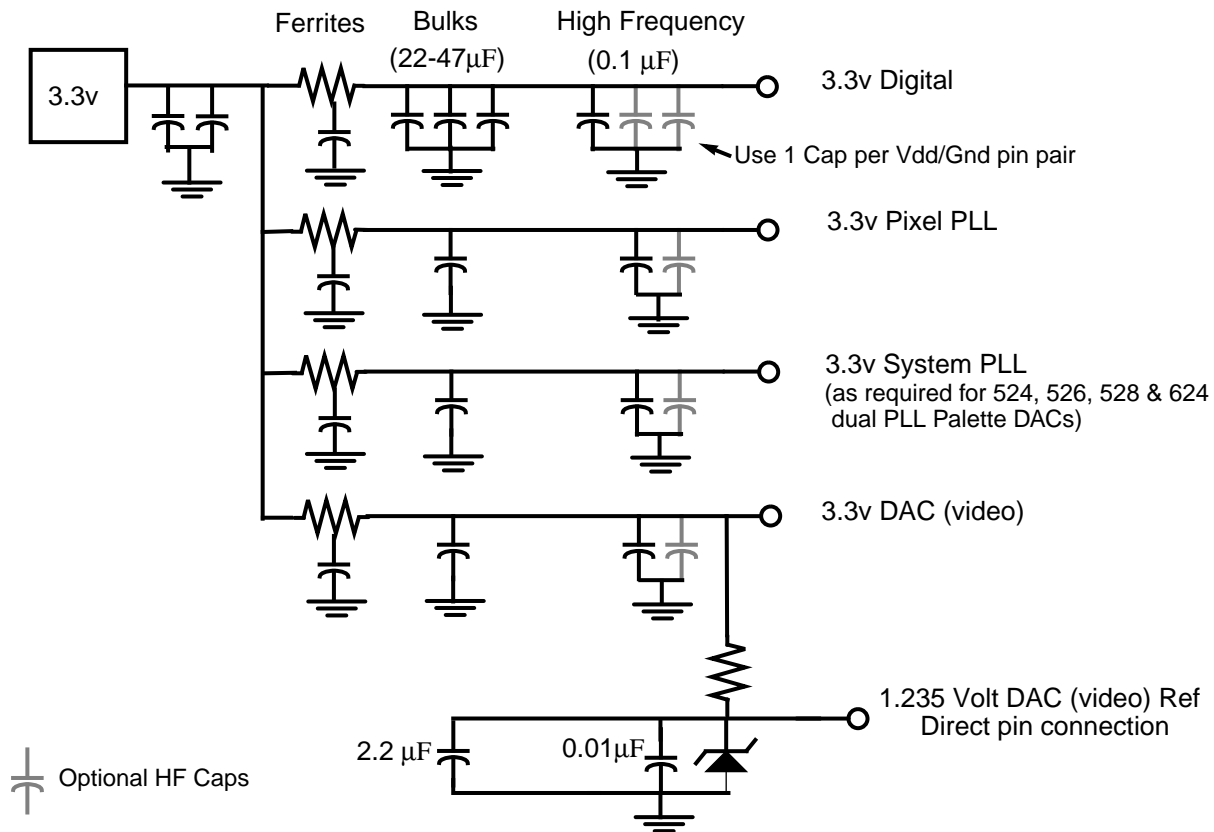 Ferrites
Bulks
(22-47μF)
High Frequency
(0.1 μF)
3.3v
3.3v Digital
Use 1 Cap per Vdd/Gnd pin pair
3.3v Pixel PLL
3.3v System PLL
(as required for 524, 526, 528 & 624
dual PLL Palette DACs)
3.3v DAC (video)
1.235 Volt DAC (video) Ref
Direct pin connection
2.2 μF
0.01μF
Optional HF Caps